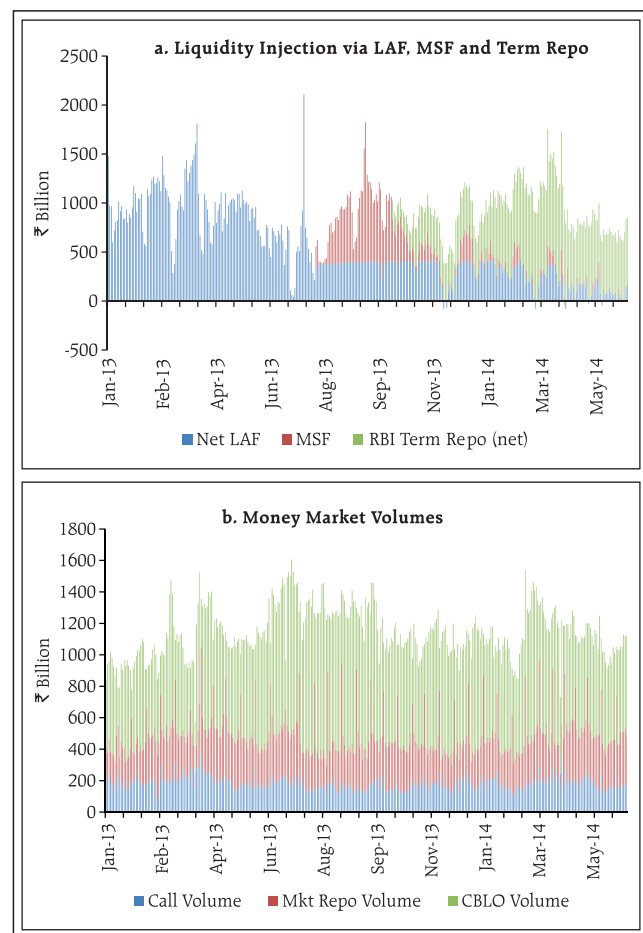 a. Liquidity Injection via LAF, MSF and Term Repo
₹ Billion
2500
2000
1500
1000
500
0
-500
Jan-13
Feb-13
Apr-13
Jun-13
Aug-13
Sep-13
Nov-13
Jan-14
Mar-14
May-14
Net LAF
MSF
RBI Term Repo (net)
b. Money Market Volumes
₹ Billion
1800
1600
1400
1200
1000
800
600
400
200
0
Jan-13
Feb-13
Apr-13
Jun-13
Aug-13
Sep-13
Nov-13
Jan-14
Mar-14
May-14
Call Volume
Mkt Repo Volume
CBLO Volume